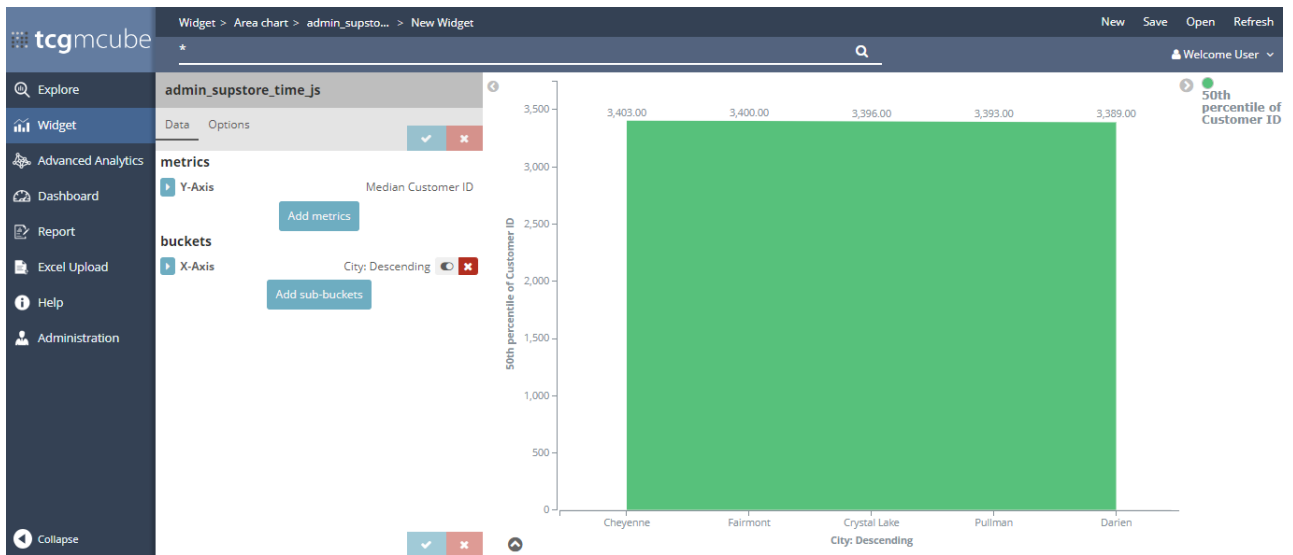 tcgmcube
Widget > Area chart > admin_supsto... > New Widget
New Save Open Refresh
*
Welcome User
Explore
Widget
Advanced Analytics
Dashboard
Report
Excel Upload
Help
Administration
Collapse
admin_supstore_time_js
Data Options
metrics
Y-Axis Median Customer ID
Add metrics
buckets
X-Axis City: Descending
Add sub-buckets
50th percentile of Customer ID
3,500
3,000
2,500
2,000
1,500
1,000
500
0
3,403.00 3,400.00 3,396.00 3,393.00 3,389.00
Cheyenne Fairmont Crystal Lake Pullman Darien
City: Descending
50th
percentile of
Customer ID